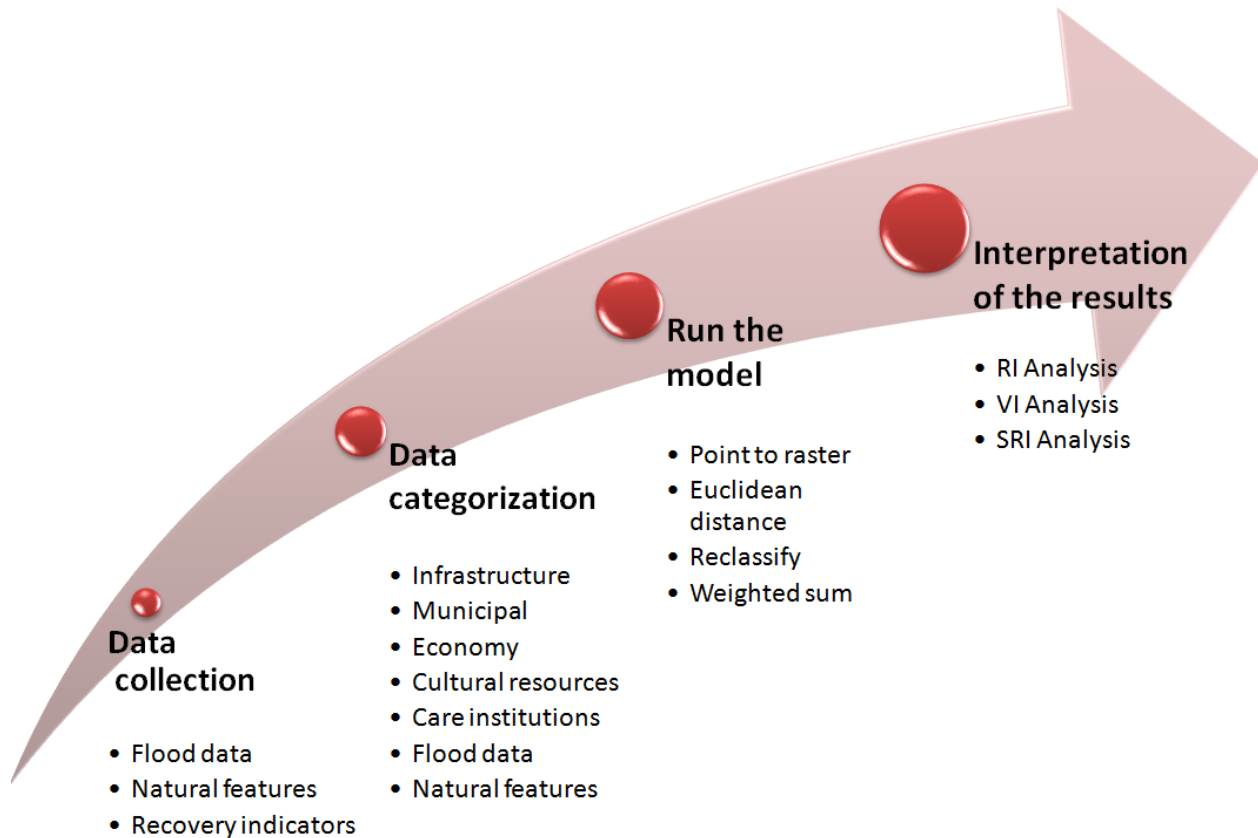 Data
collection
• Flood data
• Natural features
• Recovery indicators
Data
categorization
• Infrastructure
• Municipal
• Economy
• Cultural resources
• Care institutions
• Flood data
• Natural features
Run the
model
• Point to raster
• Euclidean
distance
• Reclassify
• Weighted sum
Interpretation
of the results
• RI Analysis
• VI Analysis
• SRI Analysis